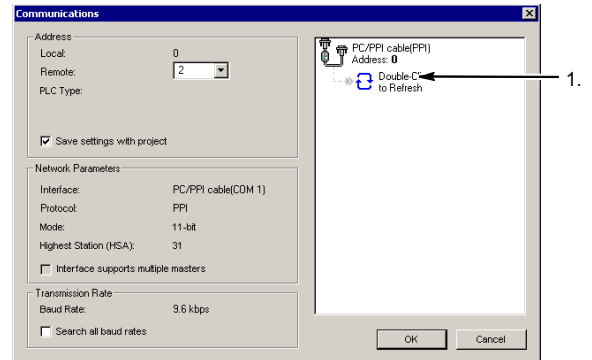 Communications
Address
Local: 0
Remote: 2
PLC Type:
Save settings with project
Network Parameters
Interface: PC/PPI cable(COM 1)
Protocol: PPI
Mode: 11-bit
Highest Station (HSA): 31
Interface supports multiple masters
Transmission Rate
Baud Rate: 9.6 kbps
Search all baud rates
PC/PPI cable(PPI)
Address: 0
Double-Cl
to Refresh
1.
OK Cancel